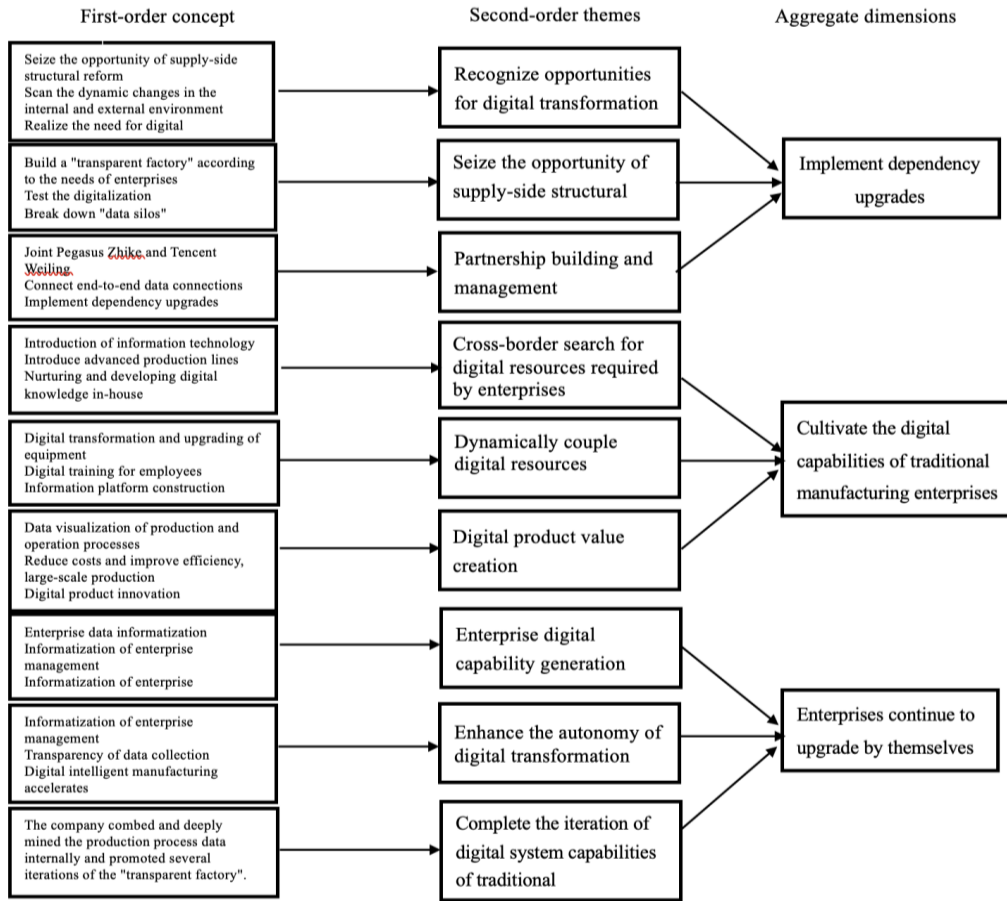 First-order concept
Second-order themes
Aggregate dimensions
Seize the opportunity of supply-side
structural reform
Scan the dynamic changes in the
internal and external environment
Realize the need for digital
Recognize opportunities
for digital transformation
Build a "transparent factory" according
to the needs of enterprises
Test the digitalization
Break down "data silos"
Seize the opportunity of
supply-side structural
Implement dependency
upgrades
Joint Pegasus Zhike and Tencent
Weiling
Connect end-to-end data connections
Implement dependency upgrades
Partnership building and
management
Introduction of information technology
Introduce advanced production lines
Nurturing and developing digital
knowledge in-house
Cross-border search for
digital resources required
by enterprises
Digital transformation and upgrading of
equipment
Digital training for employees
Information platform construction
Dynamically couple
digital resources
Cultivate the digital
capabilities of traditional
manufacturing enterprises
Data visualization of production and
operation processes
Reduce costs and improve efficiency,
large-scale production
Digital product innovation
Digital product value
creation
Enterprise data informatization
Informatization of enterprise
management
Informatization of enterprise
Enterprise digital
capability generation
Informatization of enterprise
management
Transparency of data collection
Digital intelligent manufacturing
accelerates
Enhance the autonomy of
digital transformation
Enterprises continue to
upgrade by themselves
The company combed and deeply
mined the production process data
internally and promoted several
iterations of the "transparent factory".
Complete the iteration of
digital system capabilities
of traditional